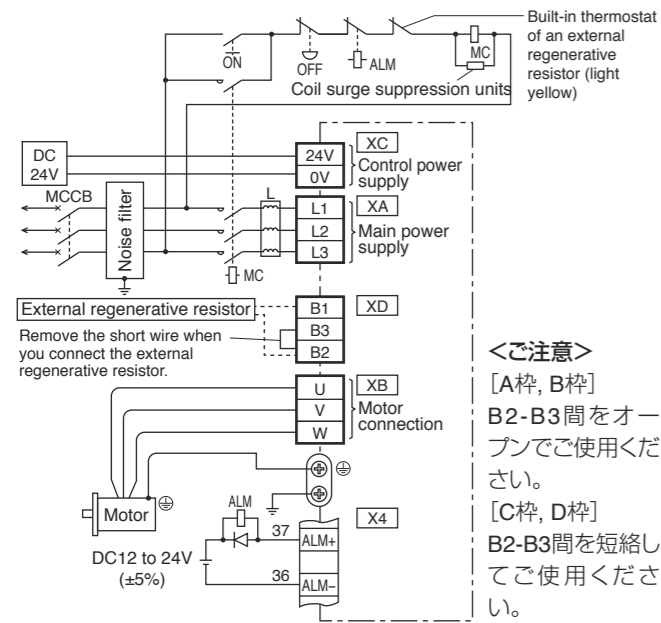 Built-in thermostat
of an external
regenerative
resistor (light
yellow)
ON
OFF
ALM
MC
Coil surge suppression units
DC
24V
24V
0V
XC
Control power
supply
MCCB
Noise filter
L
L1
L2
L3
XA
Main power
supply
MC
External regenerative resistor
Remove the short wire when
you connect the external
regenerative resistor.
B1
B3
B2
XD
U
V
W
XB
Motor
connection
Motor
ALM
DC12 to 24V
(±5%)
37
36
ALM+
ALM−
X4
<ご注意>
[A枠, B枠]
B2-B3間をオー
プンでご使用くだ
さい。
[C枠, D枠]
B2-B3間を短絡し
てご使用くださ
い。